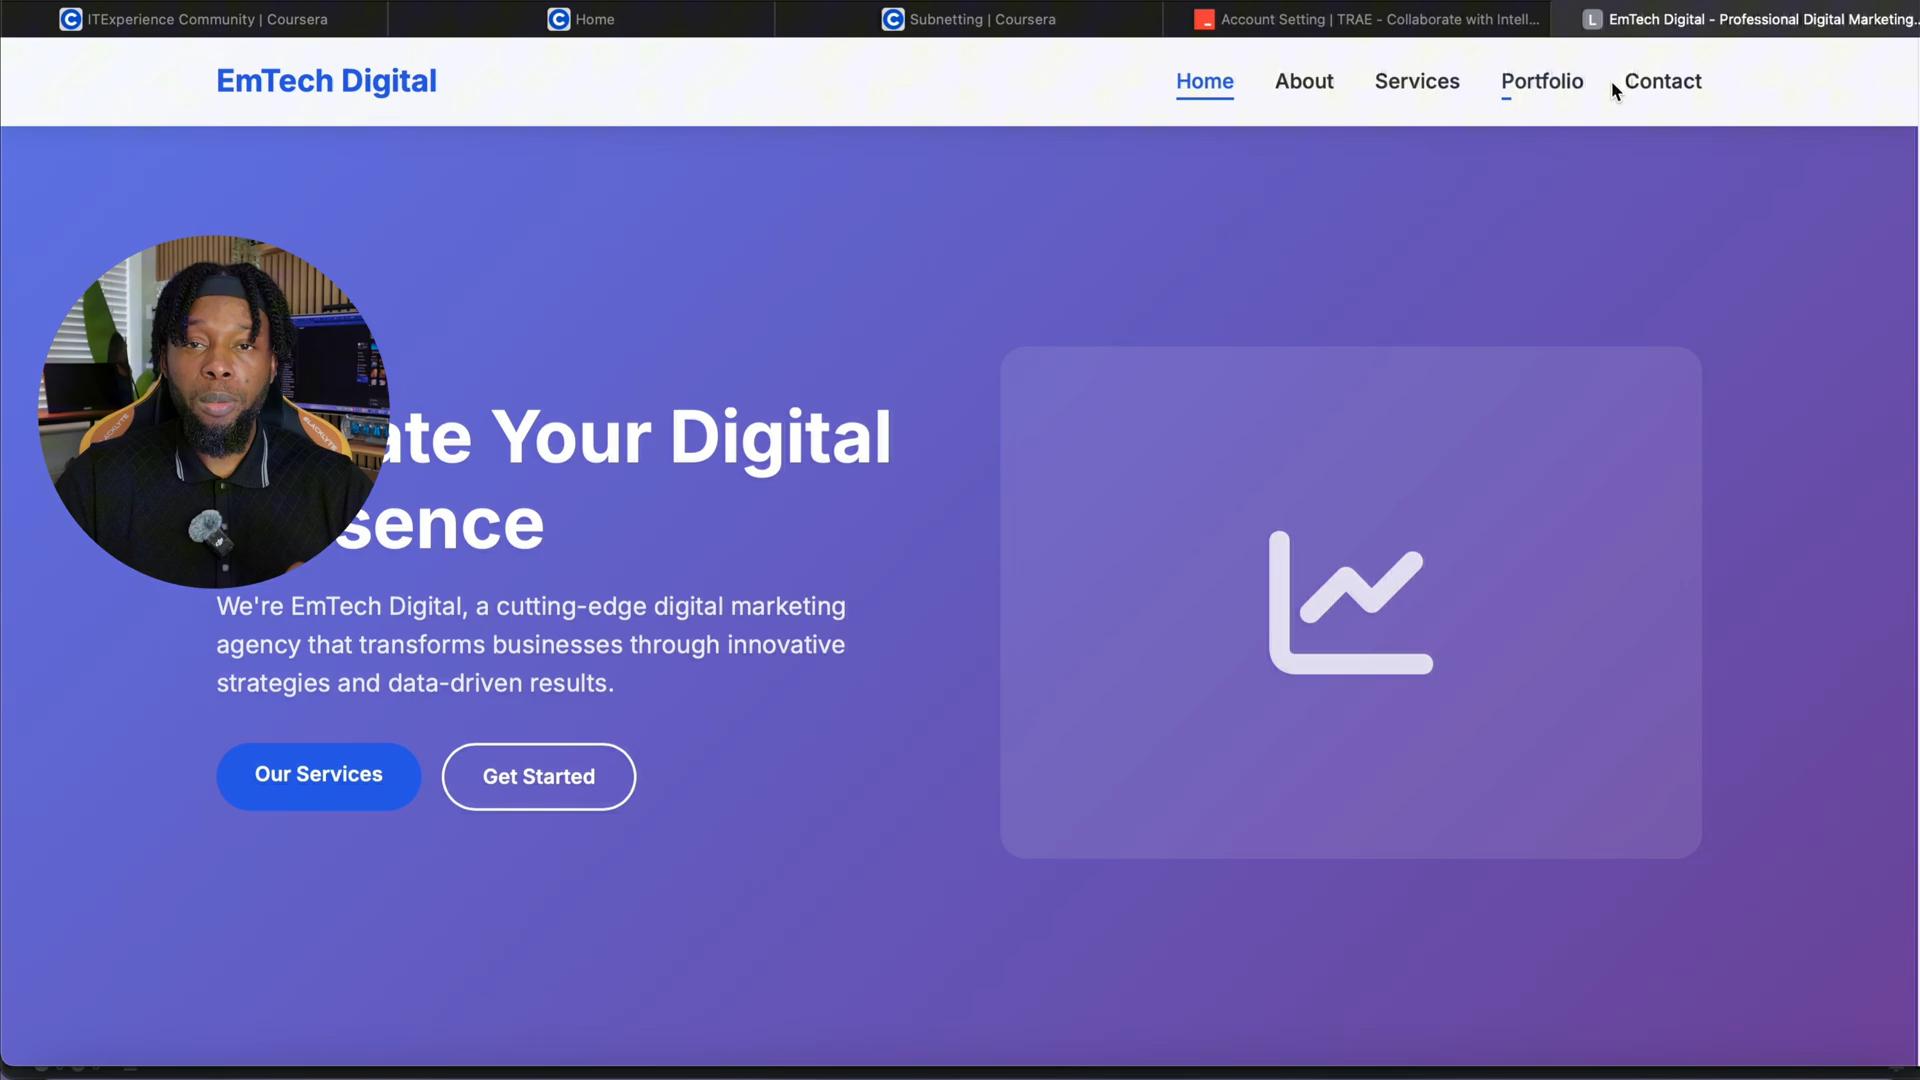 ITExperience Community | Coursera
Home
Subnetting | Coursera
Account Setting | TRAE - Collaborate with Intell...
L EmTech Digital - Professional Digital Marketing...
EmTech Digital
Home
About
Services
Portfolio
Contact
ate Your Digital
sence
We're EmTech Digital, a cutting-edge digital marketing
agency that transforms businesses through innovative
strategies and data-driven results.
Our Services
Get Started